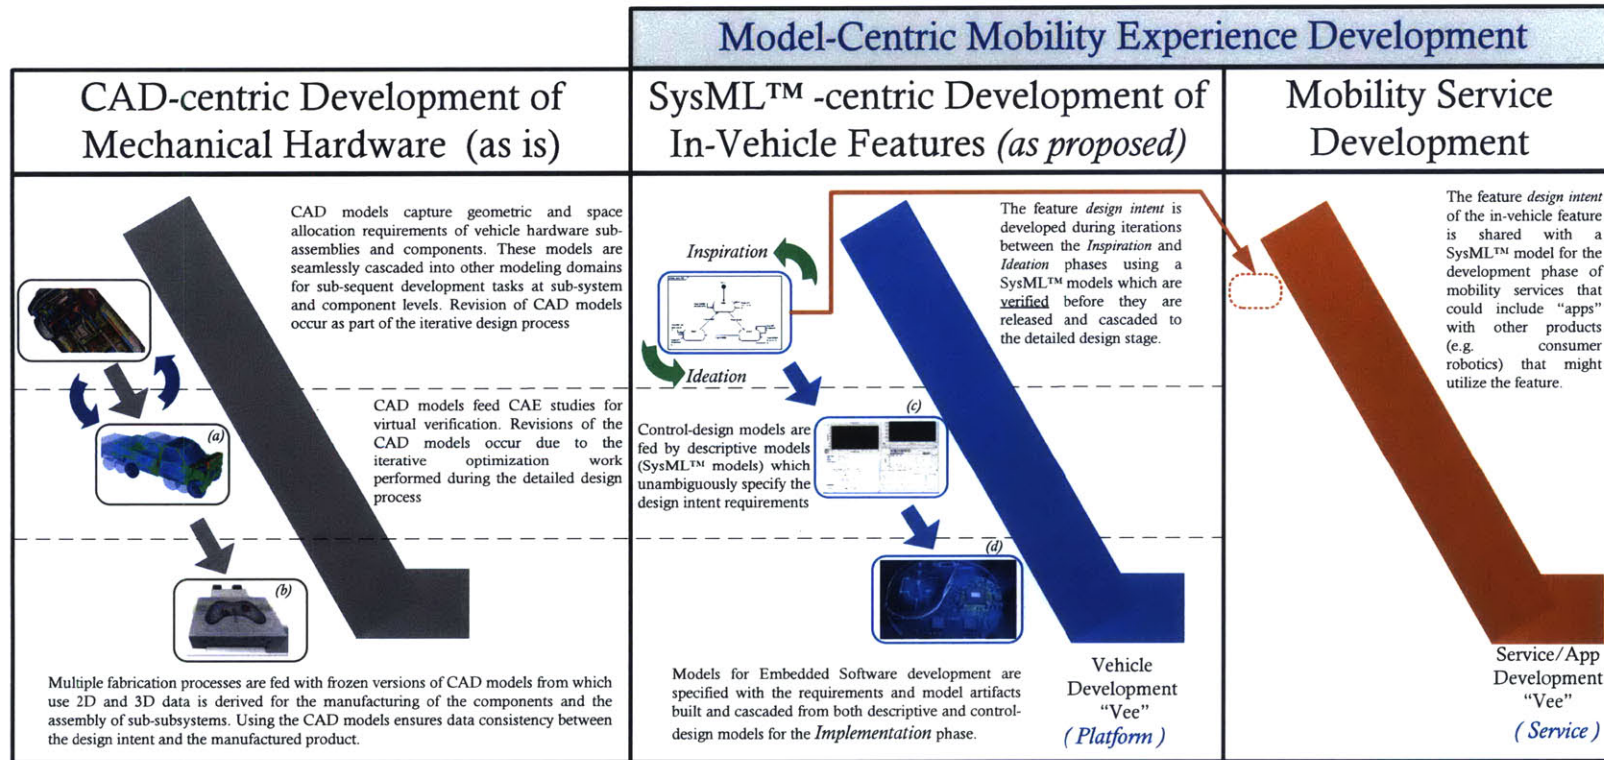 Model-Centric Mobility Experience Development
CAD-centric Development of
Mechanical Hardware (as is)
SysML™ -centric Development of
In-Vehicle Features (as proposed)
Mobility Service
Development
CAD models capture geometric and space
allocation requirements of vehicle hardware sub-
assemblies and components. These models are
seamlessly cascaded into other modeling domains
for sub-sequent development tasks at sub-system
and component levels. Revision of CAD models
occur as part of the iterative design process
(a)
CAD models feed CAE studies for
virtual verification. Revisions of the
CAD models occur due to the
iterative optimization work
performed during the detailed design
process
(b)
Multiple fabrication processes are fed with frozen versions of CAD models from which
use 2D and 3D data is derived for the manufacturing of the components and the
assembly of sub-subsystems. Using the CAD models ensures data consistency between
the design intent and the manufactured product.
Inspiration
Ideation
The feature design intent is
developed during iterations
between the Inspiration and
Ideation phases using a
SysML™ models which are
verified before they are
released and cascaded to
the detailed design stage.
(c)
Control-design models are
fed by descriptive models
(SysML™ models) which
unambiguously specify the
design intent requirements
(d)
Models for Embedded Software development are
specified with the requirements and model artifacts
built and cascaded from both descriptive and control-
design models for the Implementation phase.
Vehicle
Development
“Vee”
( Platform )
The feature design intent
of the in-vehicle feature
is shared with a
SysML™ model for the
development phase of
mobility services that
could include “apps”
with other products
(e.g. consumer
robotics) that might
utilize the feature.
Service/App
Development
“Vee”
( Service )